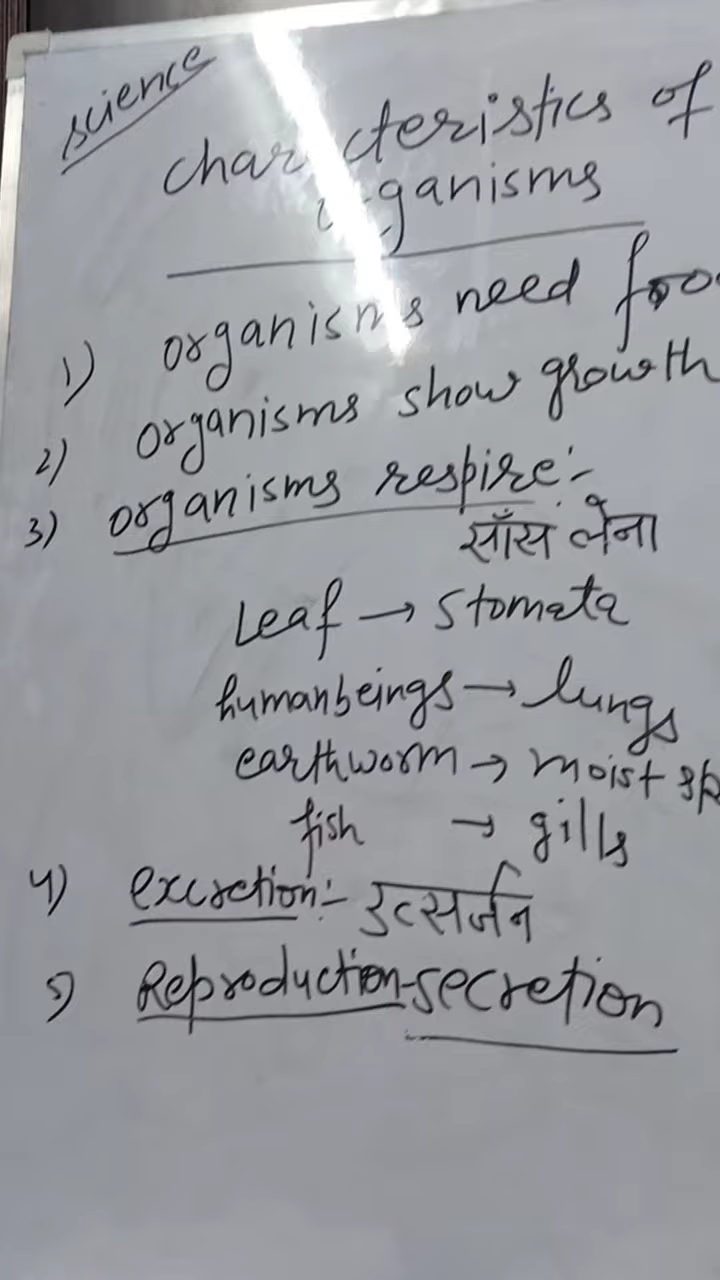 science
characteristics of
organisms
1) organisms need
2) organisms show growth
3) organisms respire:-
साँस लेना
Leaf → stomata
humanbeings → lungs
earthworm → moist
fish → gills
4) excretion:- उत्सर्जन
5) Reproduction-secretion